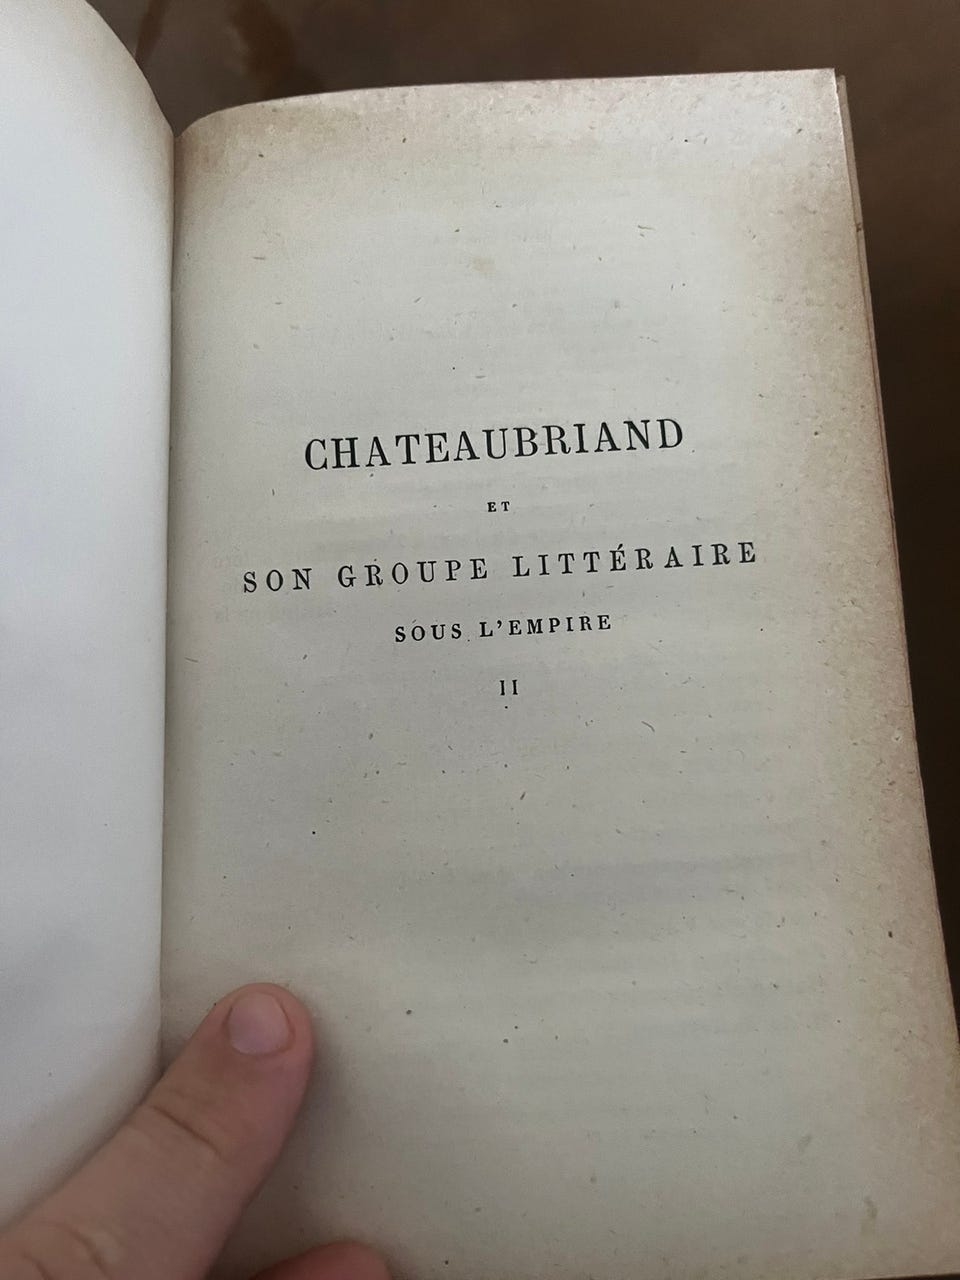 CHATEAUBRIAND
ET
SON GROUPE LITTÉRAIRE
SOUS L'EMPIRE
II